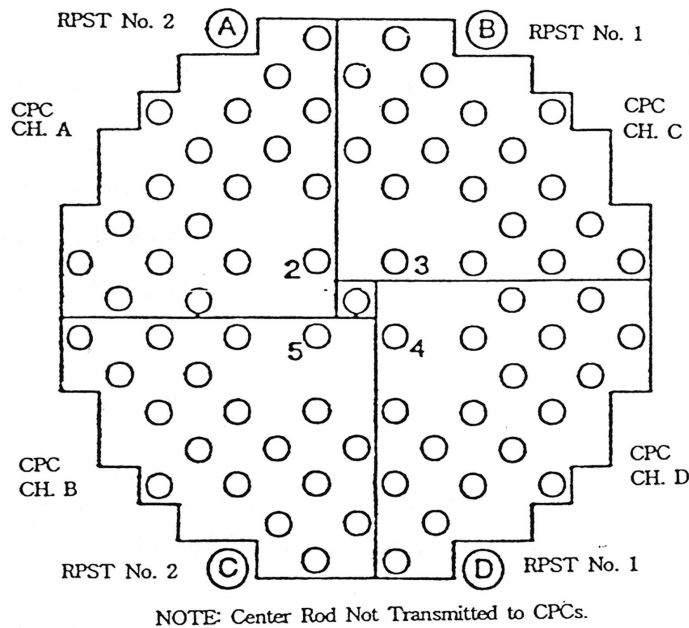 RPST No. 2
A
B
RPST No. 1
CPC
CH. A
CPC
CH. C
2
3
5
4
CPC
CH. B
CPC
CH. D
RPST No. 2
C
D
RPST No. 1
NOTE: Center Rod Not Transmitted to CPCs.